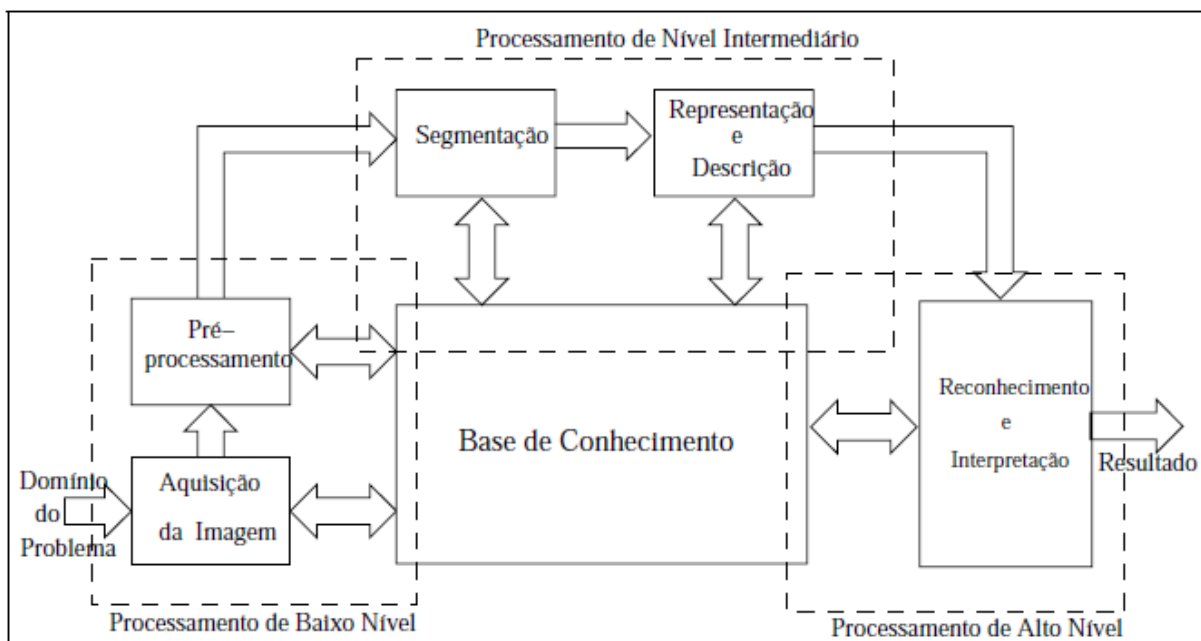 Processamento de Nível Intermediário
Segmentação
Representação
e
Descrição
Pré–
processamento
Base de Conhecimento
Reconhecimento
e
Interpretação
Resultado
Domínio
do
Problema
Aquisição
da Imagem
Processamento de Baixo Nível
Processamento de Alto Nível